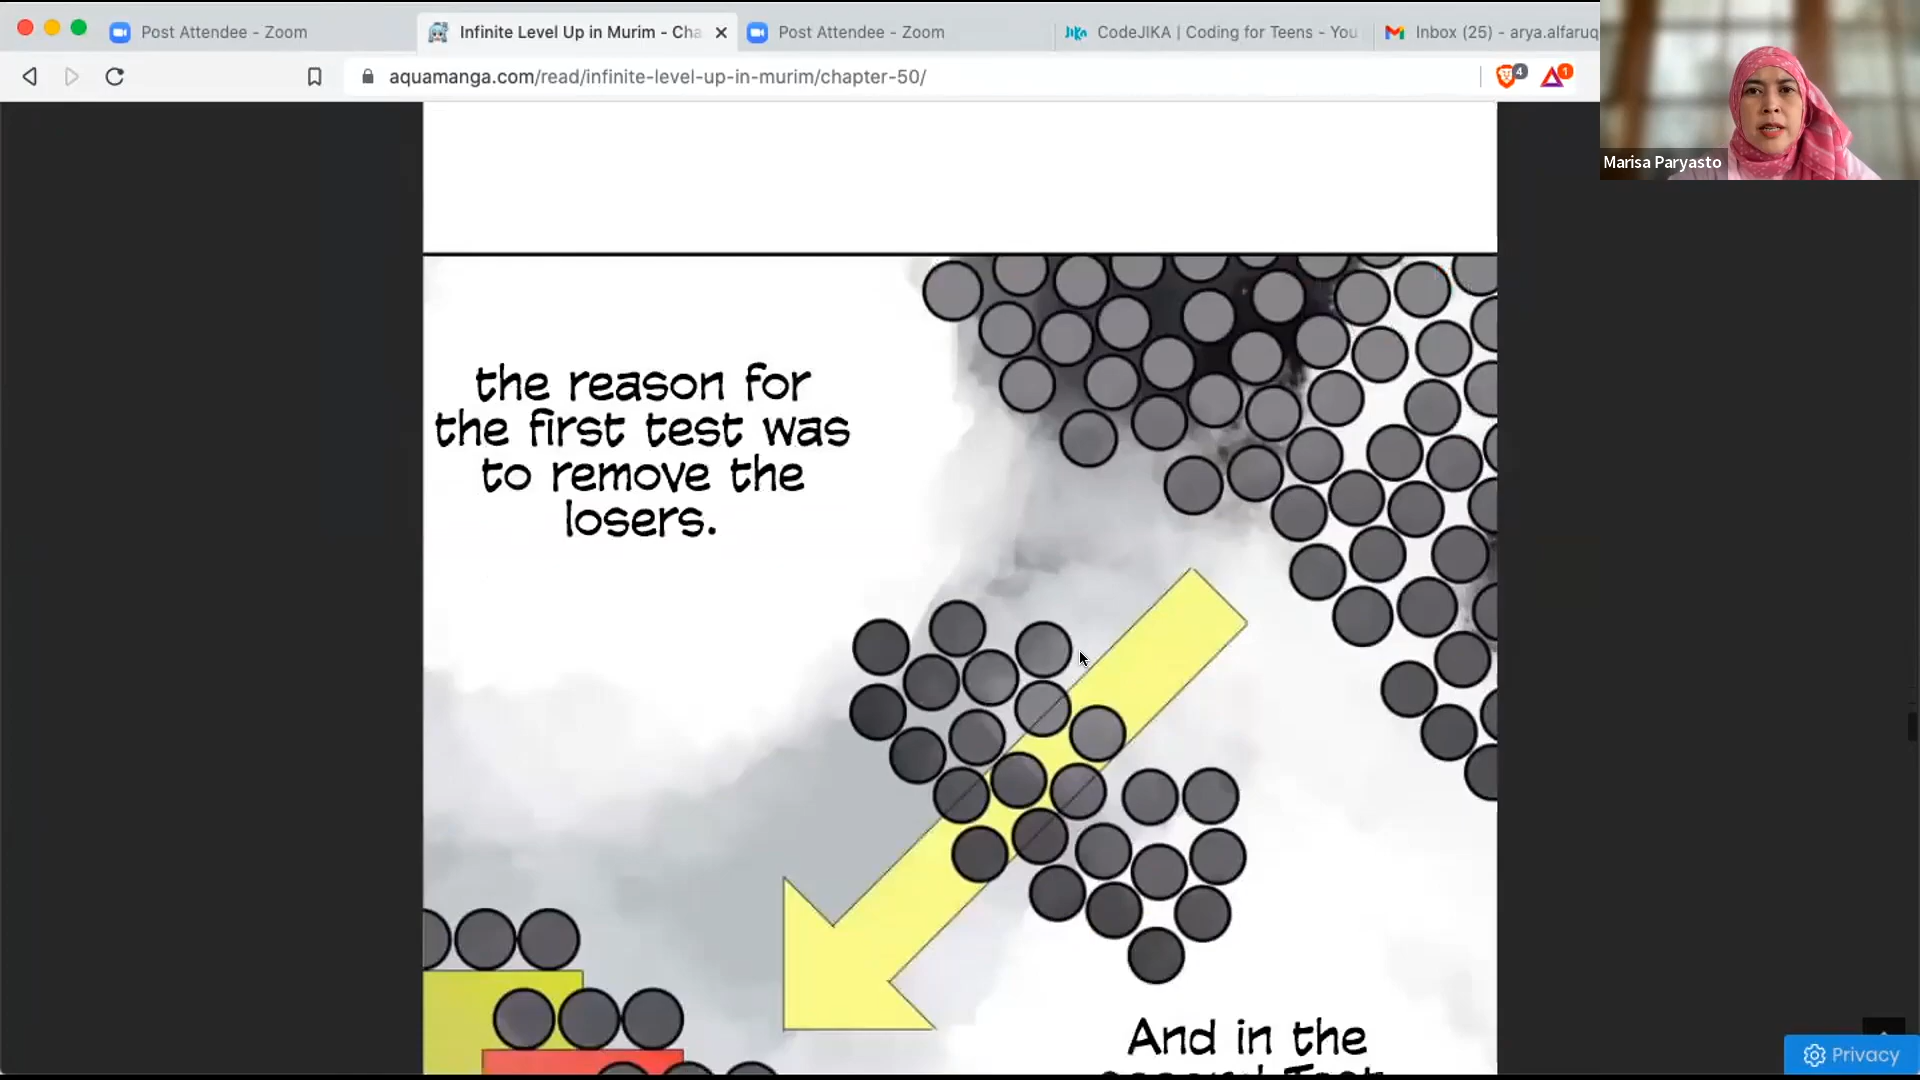 Post Attendee - Zoom
Infinite Level Up in Murim - Cha
Post Attendee - Zoom
CodeJIKA | Coding for Teens - You
Inbox (25) - arya.alfaruq
aquamanga.com/read/infinite-level-up-in-murim/chapter-50/
4
1
Marisa Paryasto
the reason for
the first test was
to remove the
losers.
And in the
Privacy